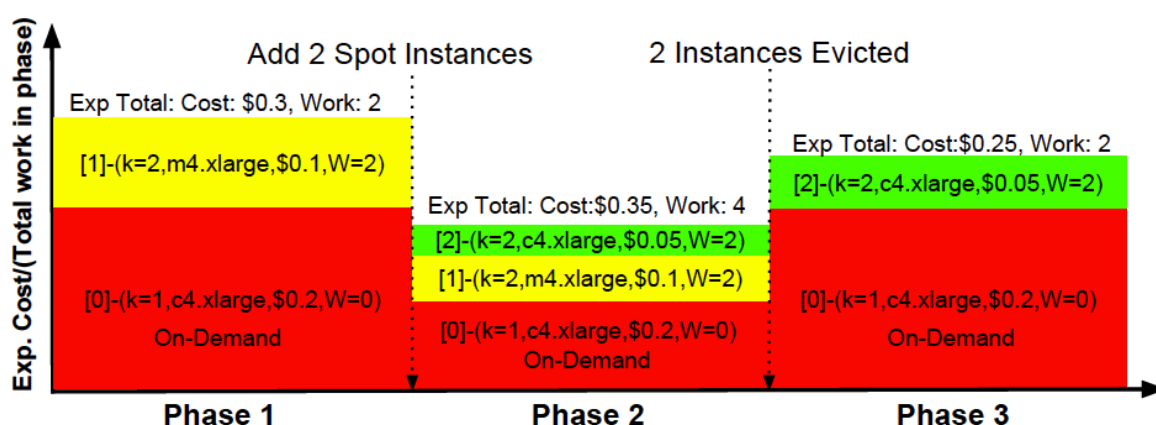 Exp. Cost/(Total work in phase)
Add 2 Spot Instances
2 Instances Evicted
Exp Total: Cost: $0.3, Work: 2
[1]-(k=2,m4.xlarge,$0.1,W=2)
[0]-(k=1,c4.xlarge,$0.2,W=0)
On-Demand
Exp Total: Cost:$0.35, Work: 4
[2]-(k=2,c4.xlarge,$0.05,W=2)
[1]-(k=2,m4.xlarge,$0.1,W=2)
[0]-(k=1,c4.xlarge,$0.2,W=0)
On-Demand
Exp Total: Cost:$0.25, Work: 2
[2]-(k=2,c4.xlarge,$0.05,W=2)
[0]-(k=1,c4.xlarge,$0.2,W=0)
On-Demand
Phase 1
Phase 2
Phase 3